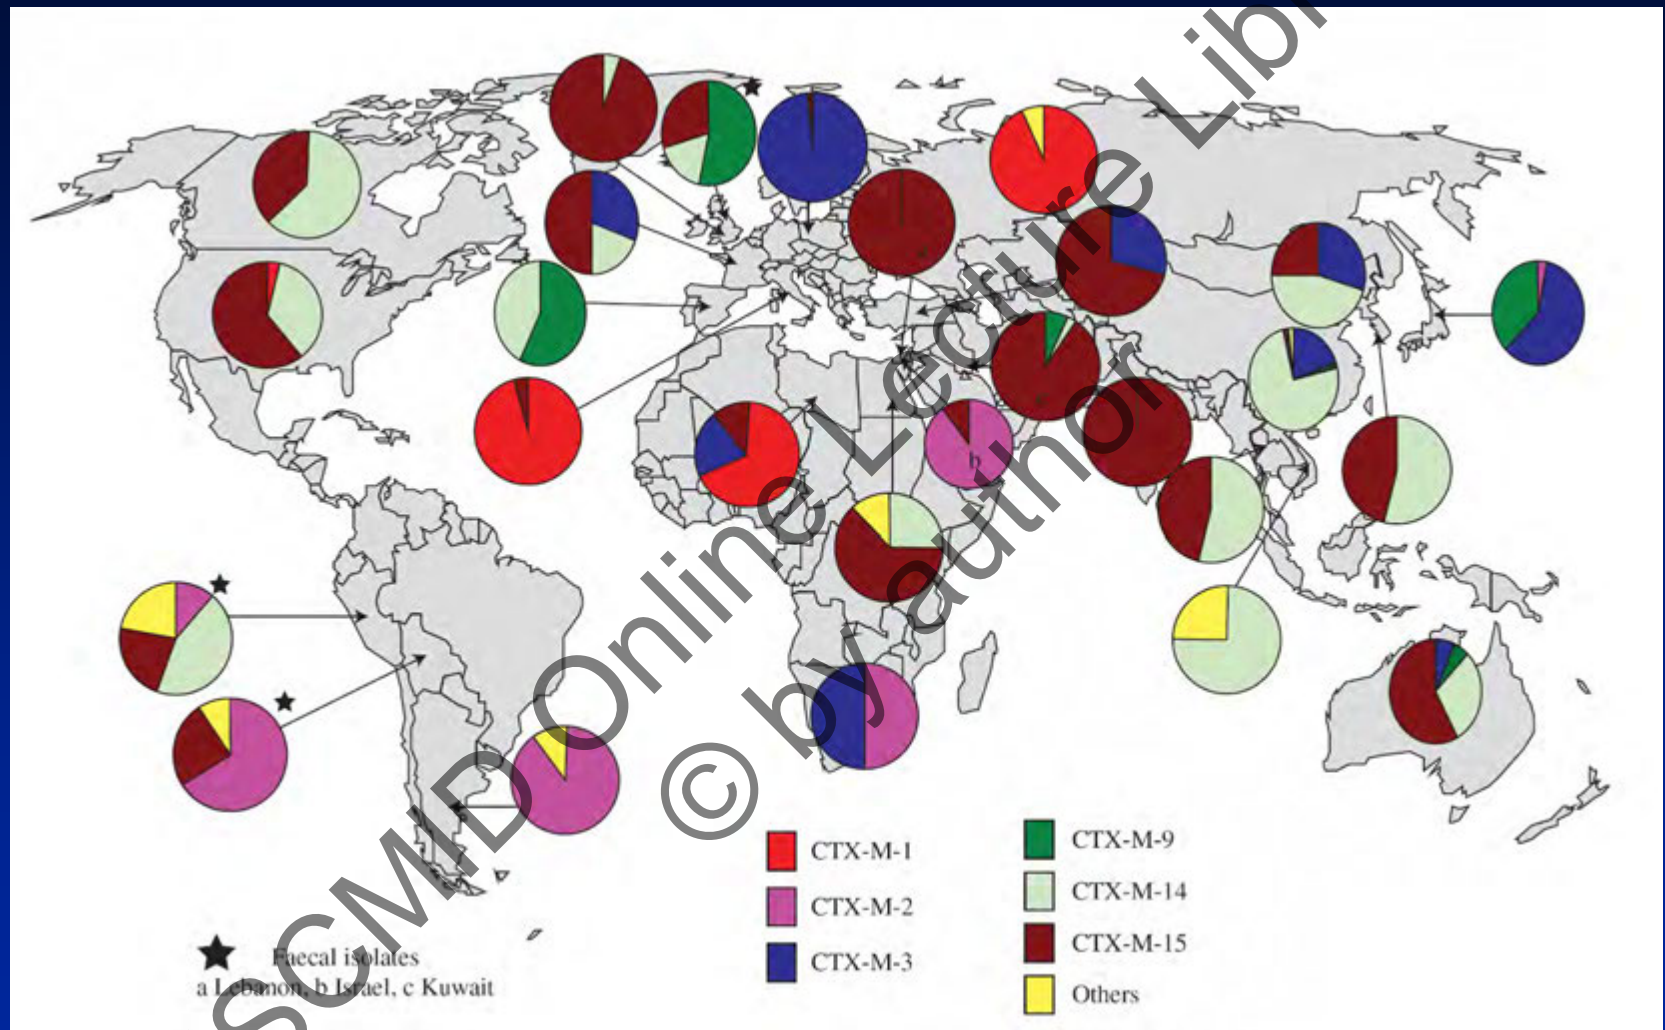 ESCMID Online Lecture Library
© by author
a
c
b
CTX-M-1
CTX-M-2
CTX-M-3
CTX-M-9
CTX-M-14
CTX-M-15
Others
Faecal isolates
a Lebanon, b Israel, c Kuwait